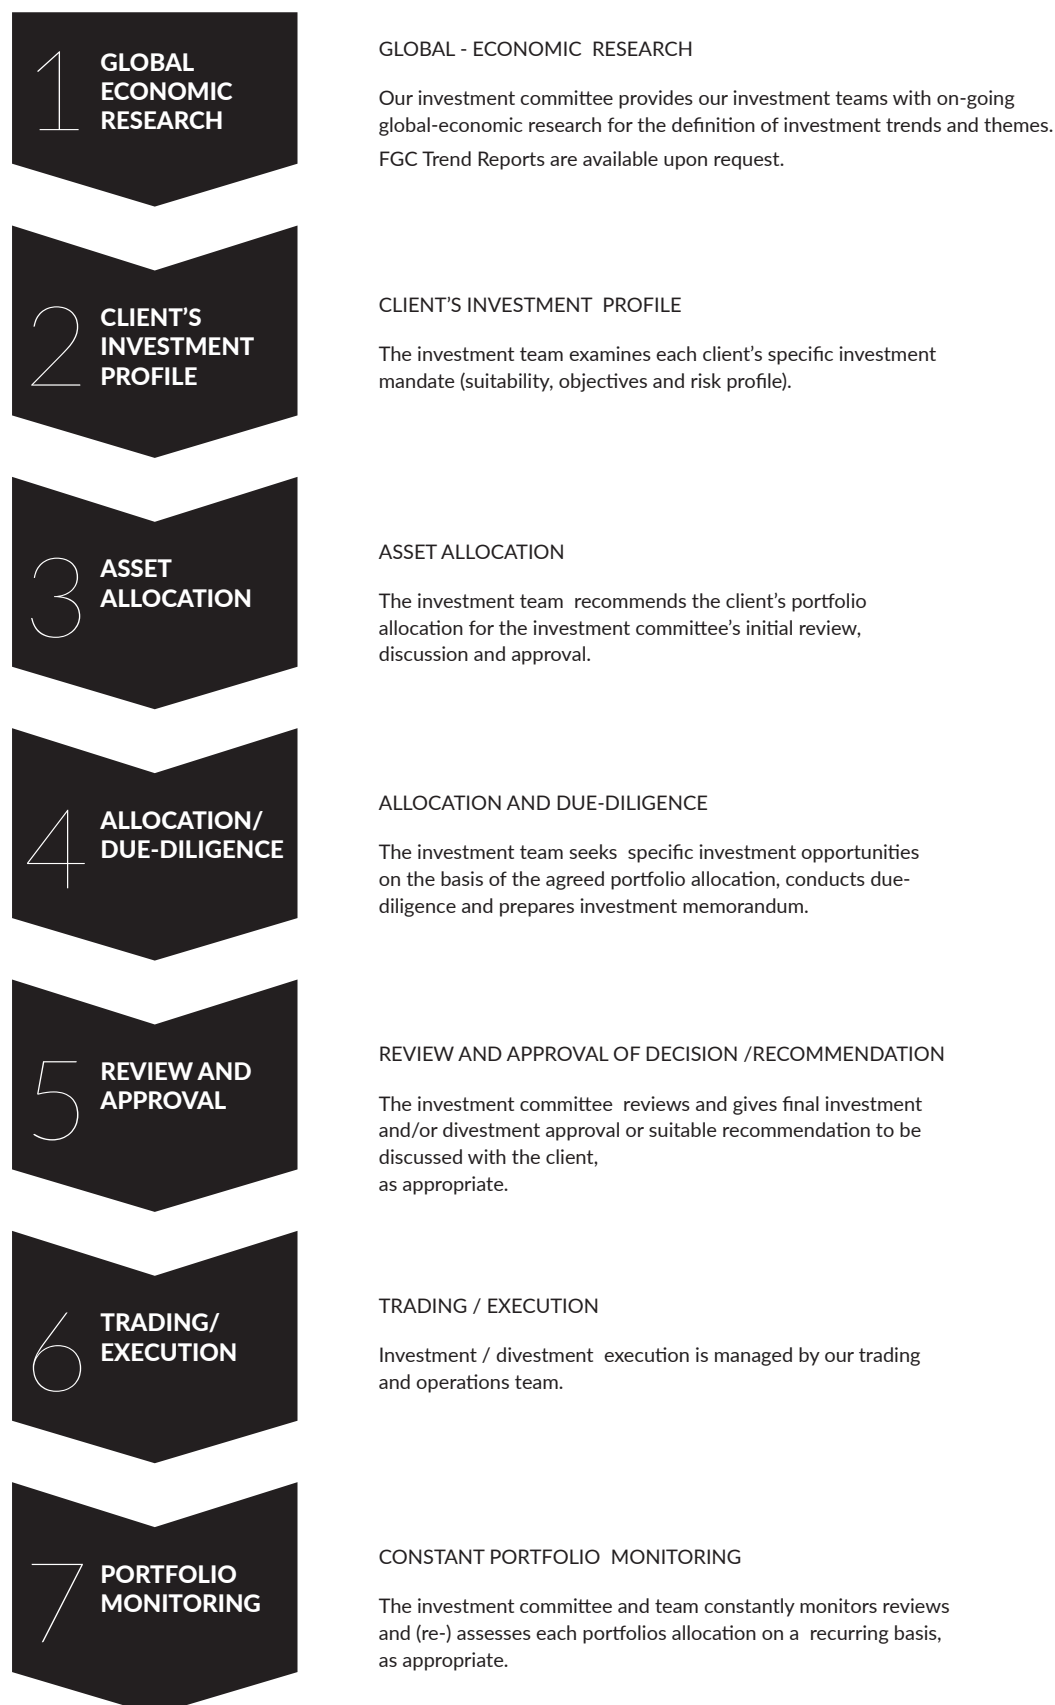 1
GLOBAL
ECONOMIC
RESEARCH
GLOBAL - ECONOMIC RESEARCH
Our investment committee provides our investment teams with on-going
global-economic research for the definition of investment trends and themes.
FGC Trend Reports are available upon request.
2
CLIENT’S
INVESTMENT
PROFILE
CLIENT’S INVESTMENT PROFILE
The investment team examines each client’s specific investment
mandate (suitability, objectives and risk profile).
3
ASSET
ALLOCATION
ASSET ALLOCATION
The investment team recommends the client’s portfolio
allocation for the investment committee’s initial review,
discussion and approval.
4
ALLOCATION/
DUE-DILIGENCE
ALLOCATION AND DUE-DILIGENCE
The investment team seeks specific investment opportunities
on the basis of the agreed portfolio allocation, conducts due-
diligence and prepares investment memorandum.
5
REVIEW AND
APPROVAL
REVIEW AND APPROVAL OF DECISION /RECOMMENDATION
The investment committee reviews and gives final investment
and/or divestment approval or suitable recommendation to be
discussed with the client,
as appropriate.
6
TRADING/
EXECUTION
TRADING / EXECUTION
Investment / divestment execution is managed by our trading
and operations team.
7
PORTFOLIO
MONITORING
CONSTANT PORTFOLIO MONITORING
The investment committee and team constantly monitors reviews
and (re-) assesses each portfolios allocation on a recurring basis,
as appropriate.